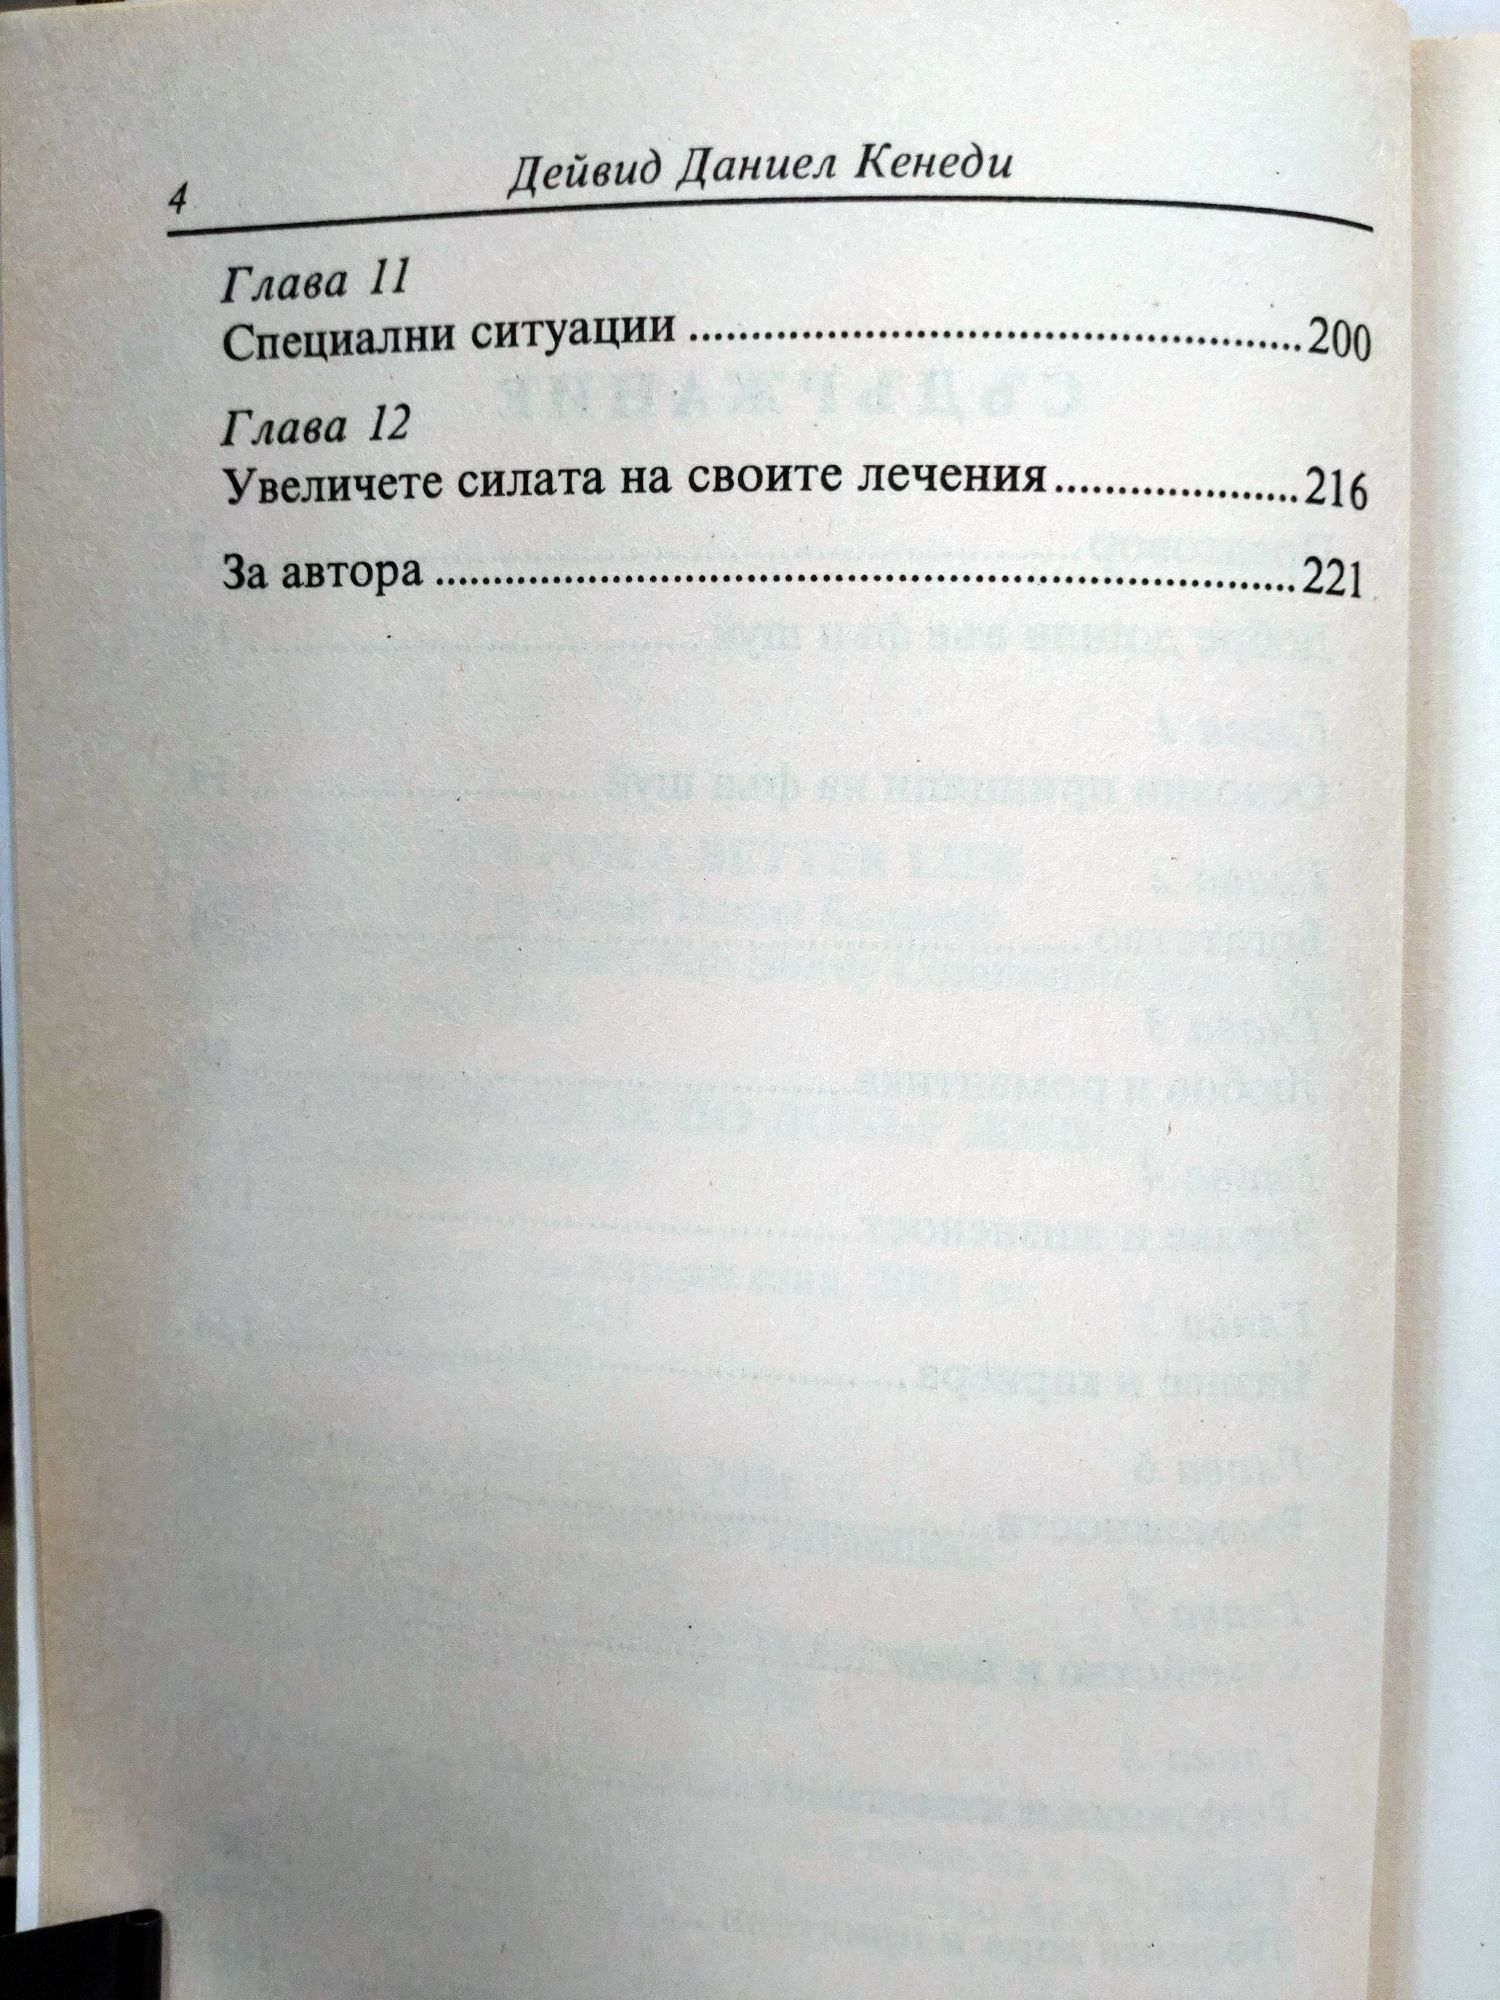 4
Дейвид Даниел Кенеди
Глава 11
Специални ситуации ..........................................200
Глава 12
Увеличете силата на своите лечения....................216
За автора .....................................................................221